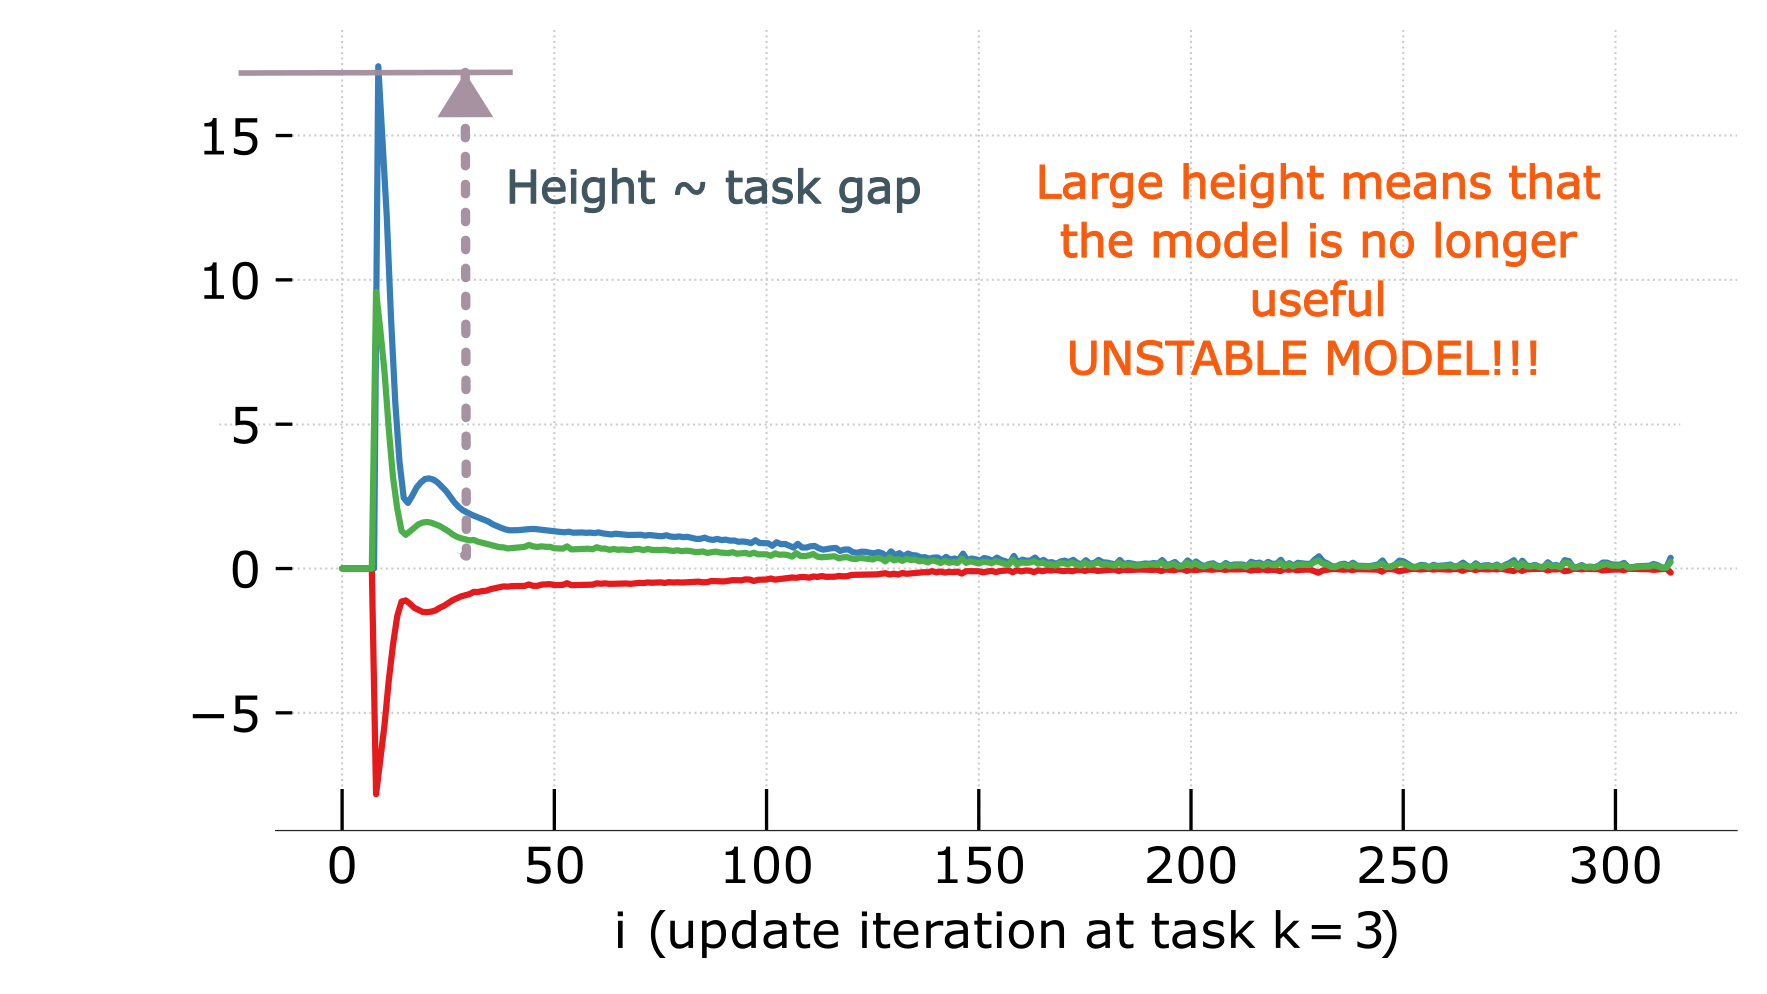 15
Height ~ task gap
Large height means that
the model is no longer
useful
UNSTABLE MODEL!!!
10
5
0
−5
0 50 100 150 200 250 300
i (update iteration at task k = 3)